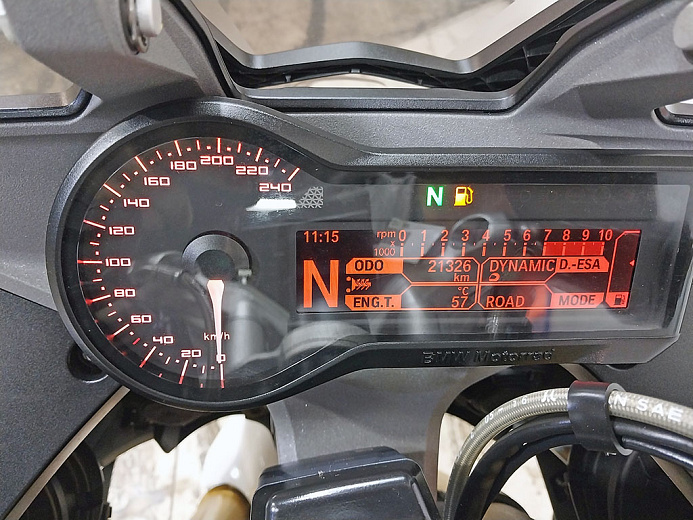 240
220
200
180
160
140
120
100
80
60
40
20
0
km/h
N
11:15
rpm
x
1000
0 1 2 3 4 5 6 7 8 9 10
N
ODO 21326
km
DYNAMIC D.-ESA
ENG.T. °C
57
ROAD MODE
BMW Motorrad
N SAE